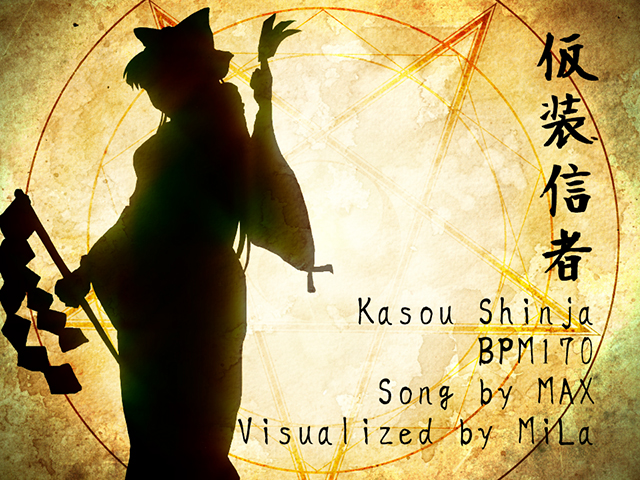 仮装信者
Kasou Shinja
BPM170
Song by MAX
Visualized by MiLa